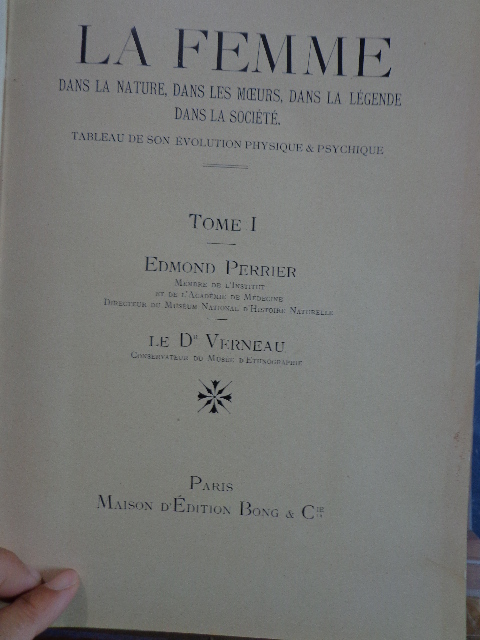 LA FEMME
DANS LA NATURE, DANS LES MŒURS, DANS LA LÉGENDE
DANS LA SOCIÉTÉ.
TABLEAU DE SON ÉVOLUTION PHYSIQUE & PSYCHIQUE
TOME I
EDMOND PERRIER
MEMBRE DE L'INSTITUT
ET DE L'ACADÉMIE DE MÉDECINE
DIRECTEUR DU MUSEUM NATIONAL D'HISTOIRE NATURELLE
LE DR VERNEAU
CONSERVATEUR DU MUSÉE D'ETHNOGRAPHIE
PARIS
MAISON D'ÉDITION BONG & CIE